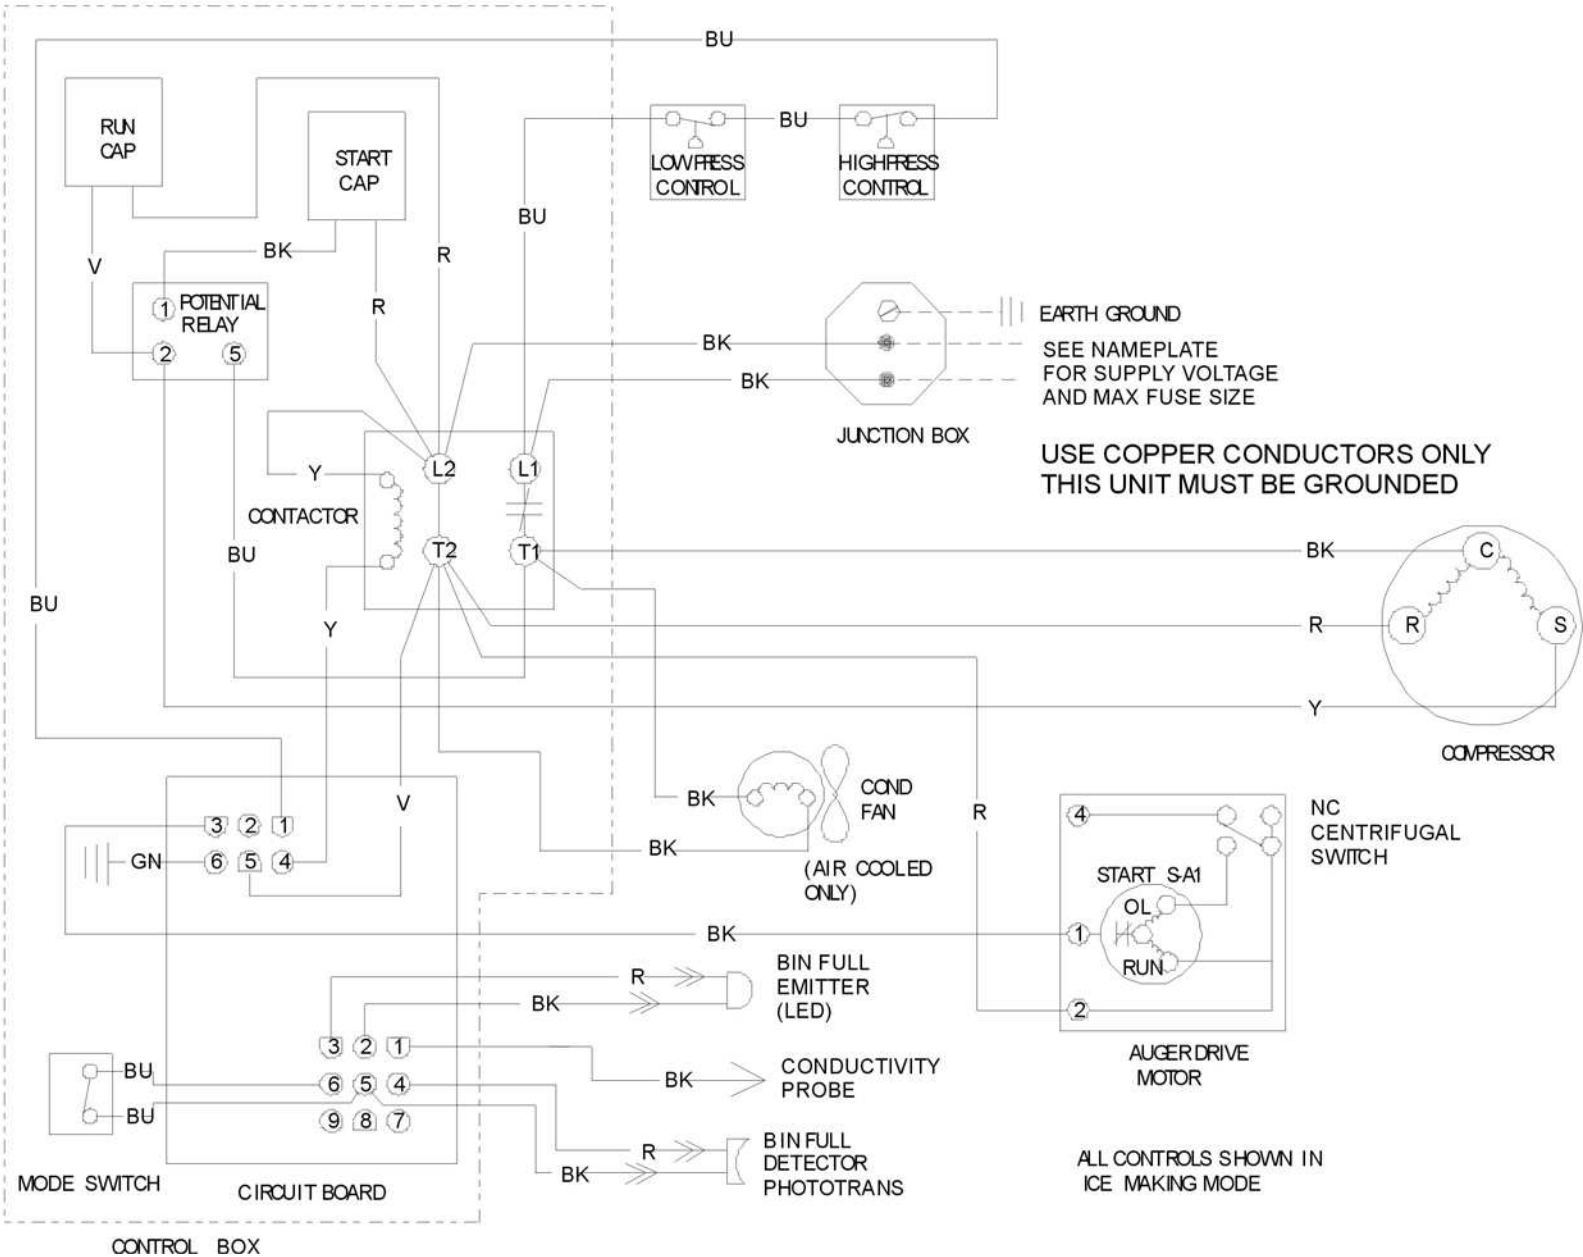 BU
RUN
CAP
START
CAP
BU
LOW PRESS
CONTROL
HIGH PRESS
CONTROL
BU
BK
R
V
R
1
POTENTIAL
RELAY
2
5
BK
BK
EARTH GROUND
SEE NAMEPLATE
FOR SUPPLY VOLTAGE
AND MAX FUSE SIZE
JUNCTION BOX
USE COPPER CONDUCTORS ONLY
THIS UNIT MUST BE GROUNDED
Y
L2
L1
CONTACTOR
T2
T1
BU
BU
Y
BK
C
R
R
S
Y
COMPRESSOR
V
BK
COND
FAN
BK
(AIR COOLED
ONLY)
R
3 2 1
GN
6 5 4
4
NC
CENTRIFUGAL
SWITCH
START S-A1
OL
1
RUN
2
BK
AUGER DRIVE
MOTOR
R
BK
BIN FULL
EMITTER
(LED)
3 2 1
6 5 4
9 8 7
BU
BU
BK
CONDUCTIVITY
PROBE
R
BK
BIN FULL
DETECTOR
PHOTOTRANS
ALL CONTROLS SHOWN IN
ICE MAKING MODE
MODE SWITCH
CIRCUIT BOARD
CONTROL BOX